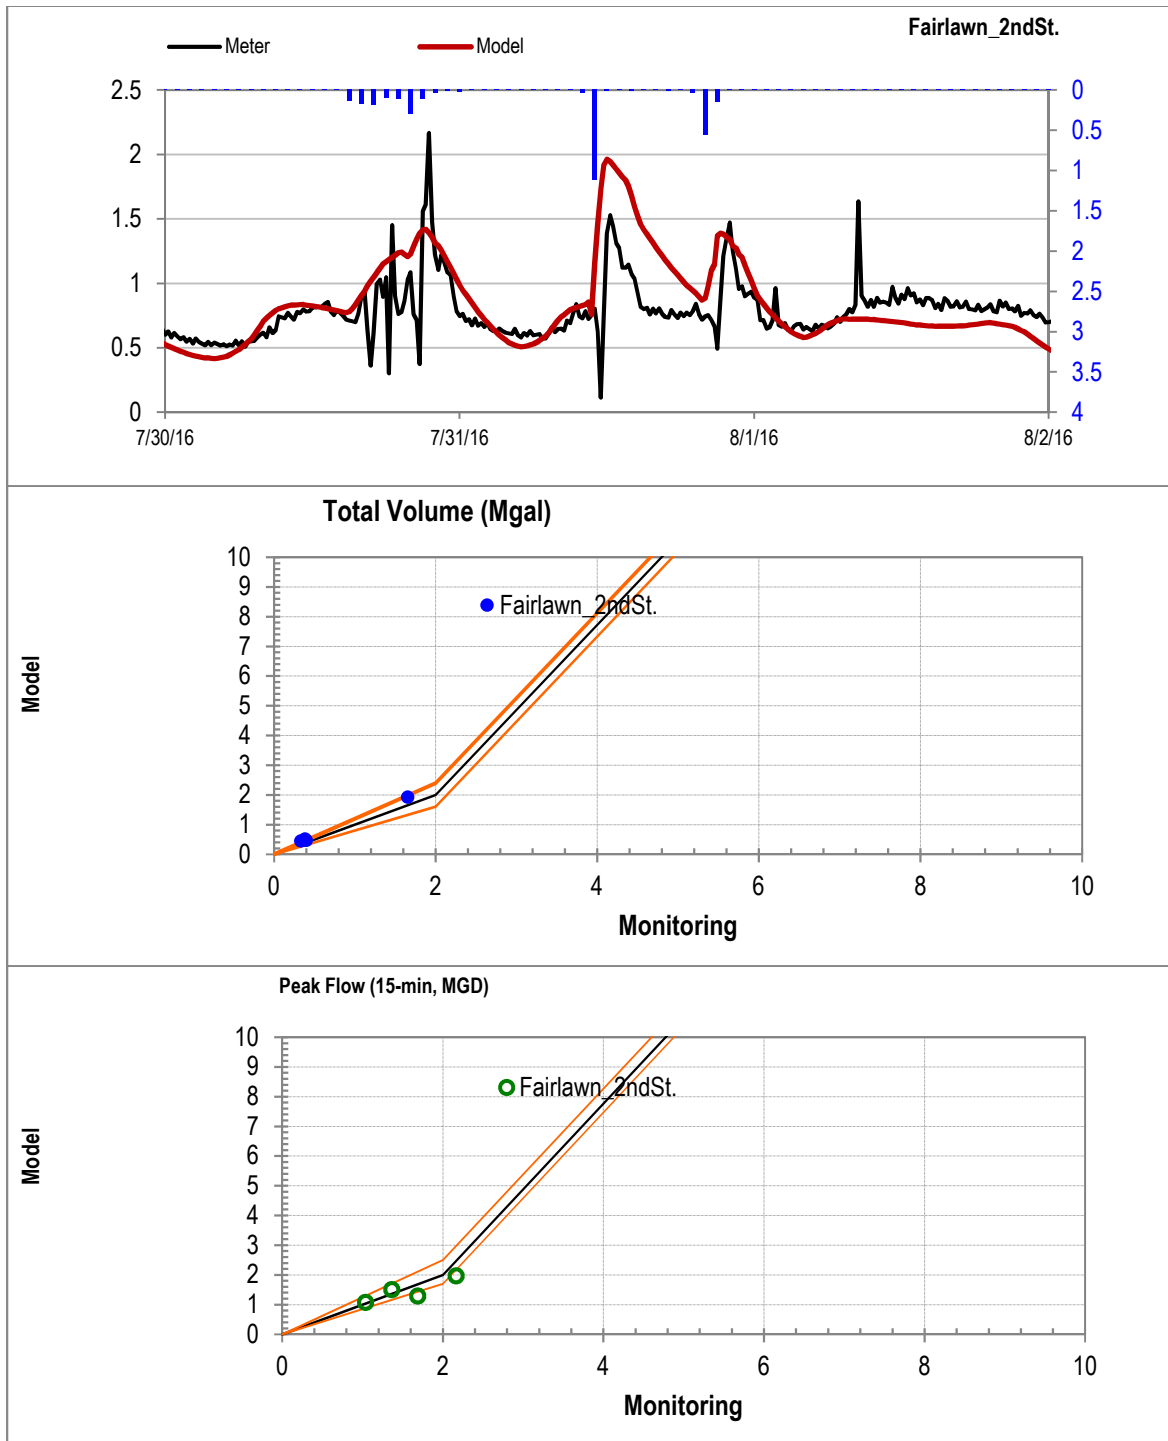 Fairlawn_2ndSt.
Meter Model
2.5 0
0.5
2 1
1.5 1.5
2
1 2.5
3
0.5 3.5
0 4
7/30/16 7/31/16 8/1/16 8/2/16
Total Volume (Mgal)
10
9
8 Fairlawn_2ndSt.
7
6
5
4
3
2
1
0
0 2 4 6 8 10
Model
Monitoring
Peak Flow (15-min, MGD)
10
9
8 Fairlawn_2ndSt.
7
6
5
4
3
2
1
0
0 2 4 6 8 10
Model
Monitoring